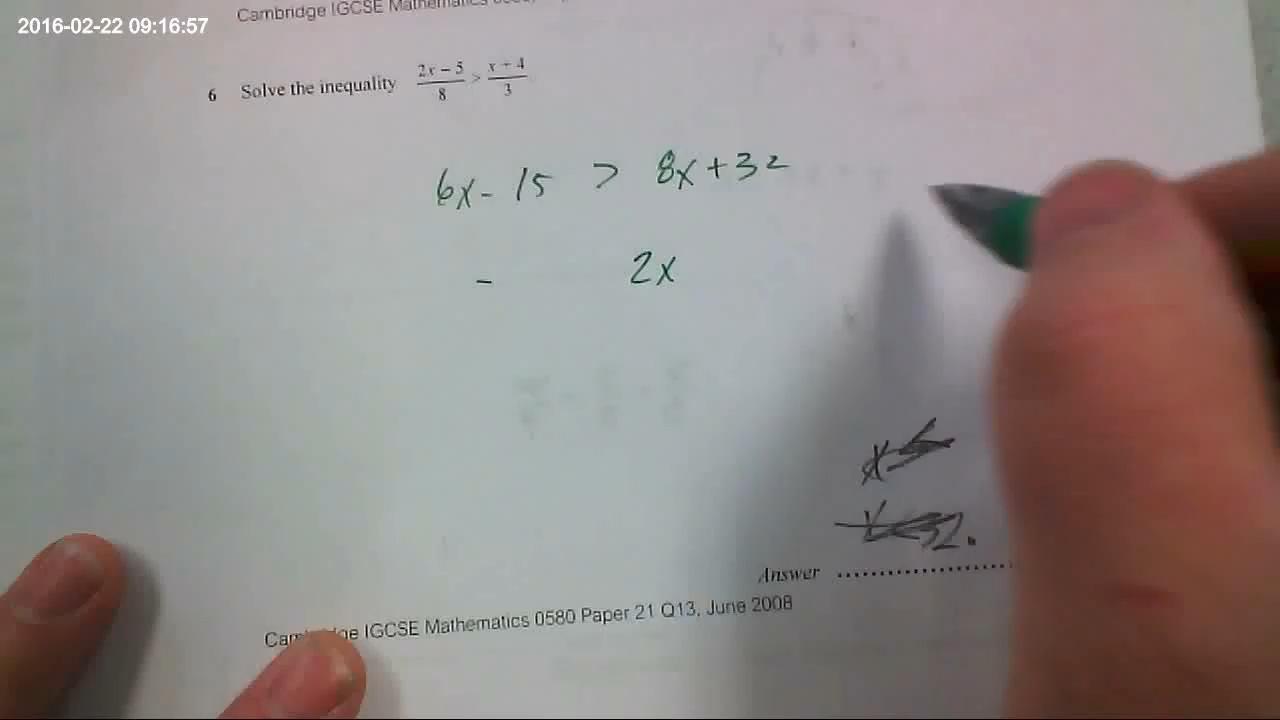 2016-02-22 09:16:57
Cambridge IGCSE Mathematics
6 Solve the inequality (2x − 5)/8 > (x + 4)/3
6x - 15 > 8x + 32
- 2x
Answer ........................
IGCSE Mathematics 0580 Paper 21 Q13, June 2008